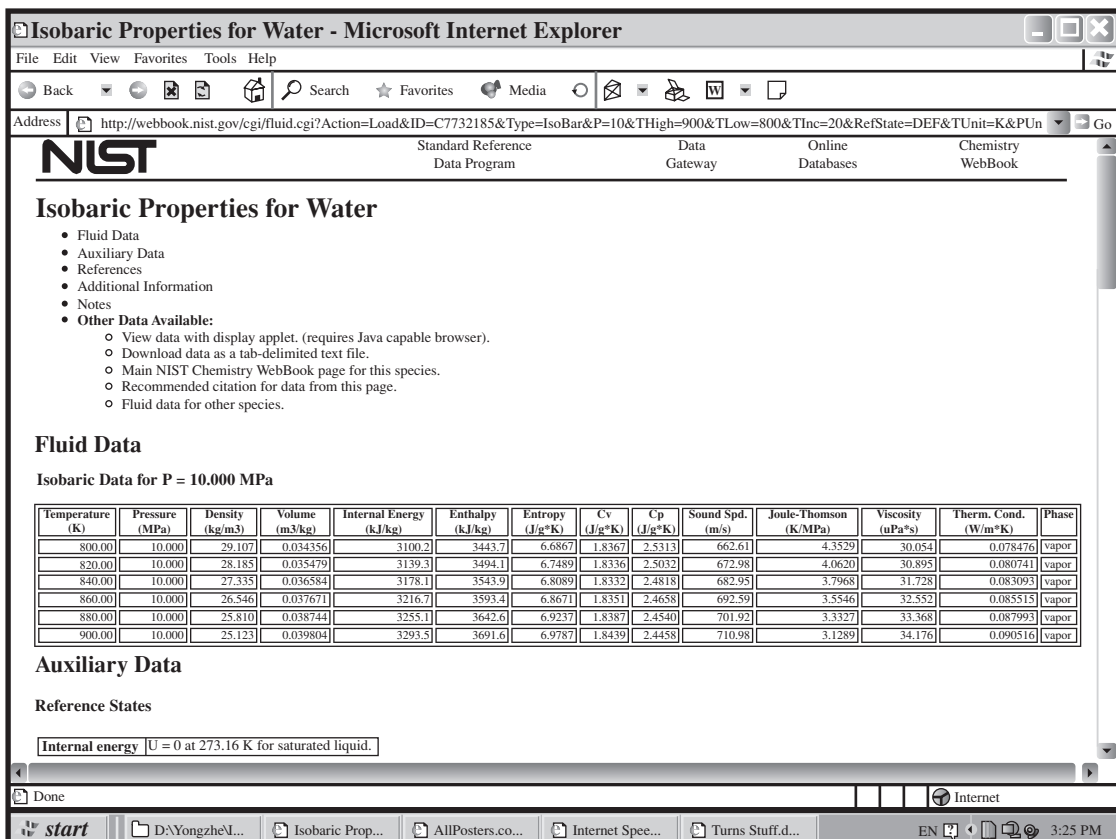 Isobaric Properties for Water - Microsoft Internet Explorer
File Edit View Favorites Tools Help
Back Search Favorites Media W
Address http://webbook.nist.gov/cgi/fluid.cgi?Action=Load&ID=C7732185&Type=IsoBar&P=10&THigh=900&TLow=800&TInc=20&RefState=DEF&TUnit=K&PUn Go
NIST
Standard Reference Data Program
Data Gateway
Online Databases
Chemistry WebBook
Isobaric Properties for Water
Fluid Data
Auxiliary Data
References
Additional Information
Notes
Other Data Available:
View data with display applet. (requires Java capable browser).
Download data as a tab-delimited text file.
Main NIST Chemistry WebBook page for this species.
Recommended citation for data from this page.
Fluid data for other species.
Fluid Data
Isobaric Data for P = 10.000 MPa
Temperature (K) Pressure (MPa) Density (kg/m3) Volume (m3/kg) Internal Energy (kJ/kg) Enthalpy (kJ/kg) Entropy (J/g*K) Cv (J/g*K) Cp (J/g*K) Sound Spd. (m/s) Joule-Thomson (K/MPa) Viscosity (uPa*s) Therm. Cond. (W/m*K) Phase
800.00 10.000 29.107 0.034356 3100.2 3443.7 6.6867 1.8367 2.5313 662.61 4.3529 30.054 0.078476 vapor
820.00 10.000 28.185 0.035479 3139.3 3494.1 6.7489 1.8336 2.5032 672.98 4.0620 30.895 0.080741 vapor
840.00 10.000 27.335 0.036584 3178.1 3543.9 6.8089 1.8332 2.4818 682.95 3.7968 31.728 0.083093 vapor
860.00 10.000 26.546 0.037671 3216.7 3593.4 6.8671 1.8351 2.4658 692.59 3.5546 32.552 0.085515 vapor
880.00 10.000 25.810 0.038744 3255.1 3642.6 6.9237 1.8387 2.4540 701.92 3.3327 33.368 0.087993 vapor
900.00 10.000 25.123 0.039804 3293.5 3691.6 6.9787 1.8439 2.4458 710.98 3.1289 34.176 0.090516 vapor
Auxiliary Data
Reference States
Internal energy U = 0 at 273.16 K for saturated liquid.
Done Internet
start D:\Yongzhe\I... Isobaric Prop... AllPosters.co... Internet Spee... Turns Stuff.d... EN 3:25 PM